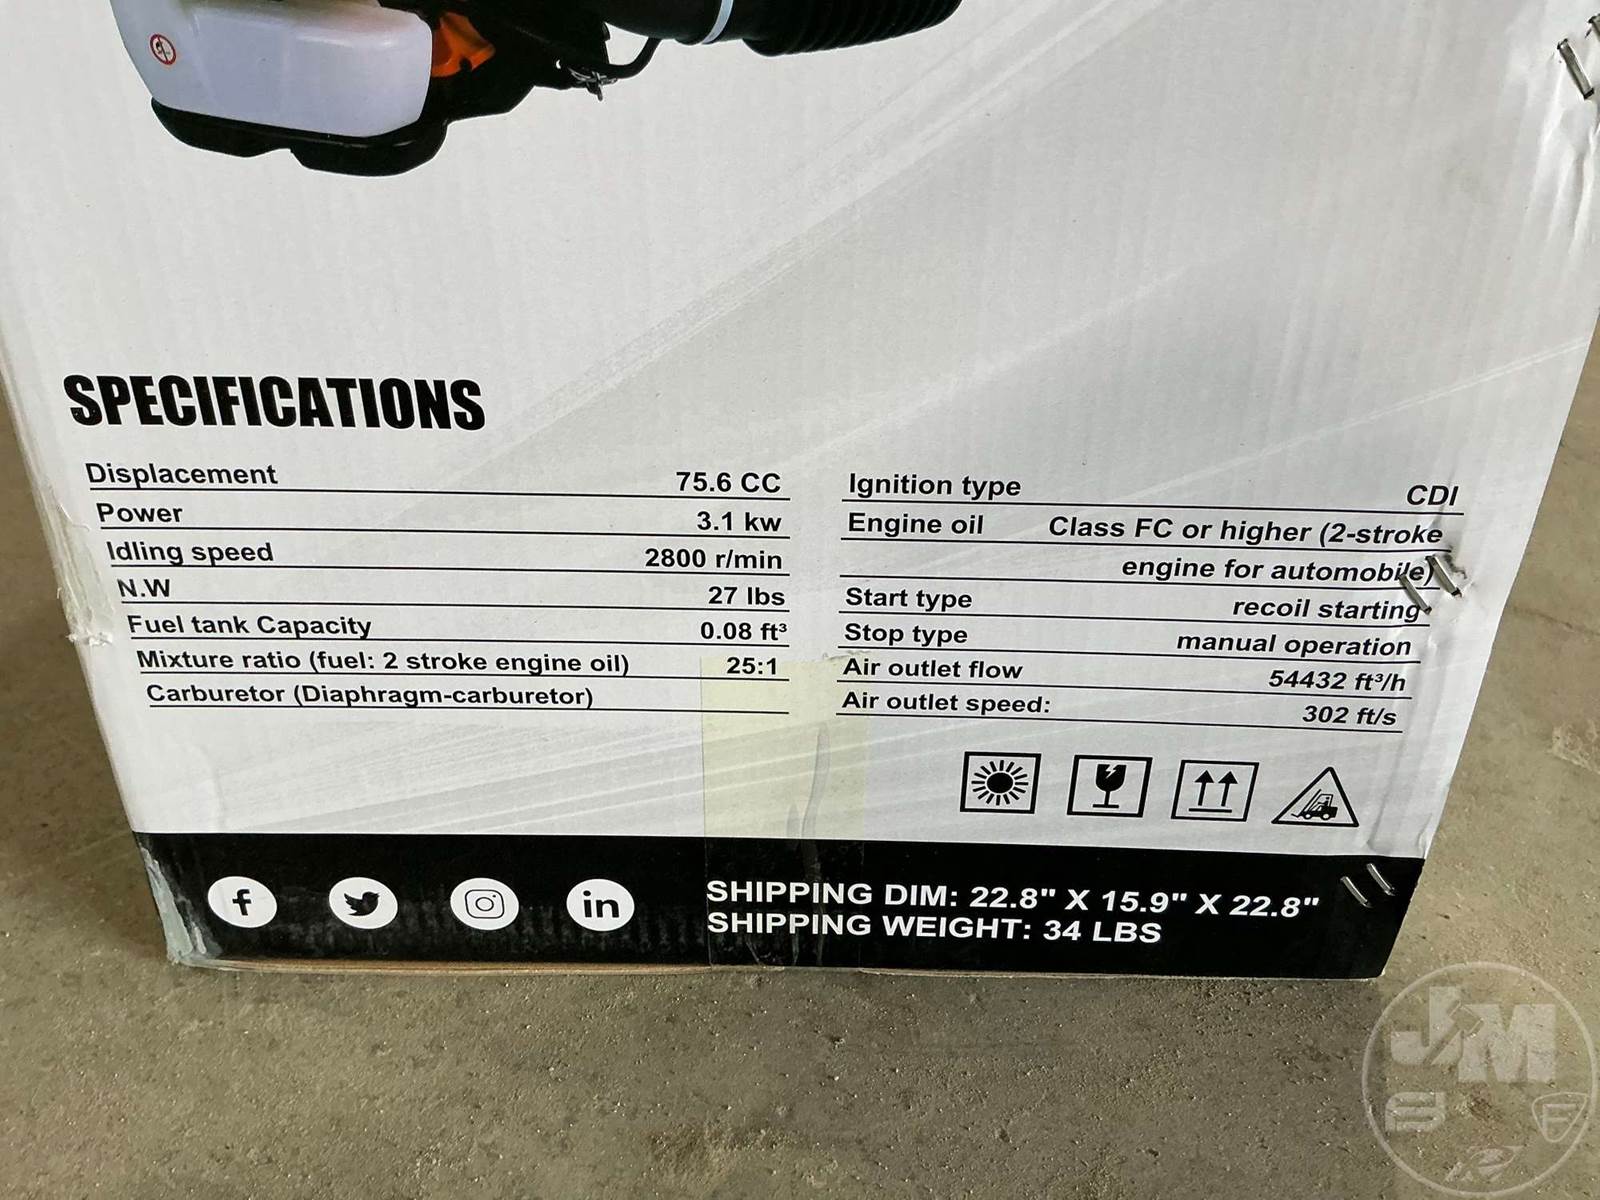 SPECIFICATIONS
Displacement 75.6 CC
Power 3.1 kw
Idling speed 2800 r/min
N.W 27 lbs
Fuel tank Capacity 0.08 ft³
Mixture ratio (fuel: 2 stroke engine oil) 25:1
Carburetor (Diaphragm-carburetor)
Ignition type CDI
Engine oil Class FC or higher (2-stroke
engine for automobile)
Start type recoil starting
Stop type manual operation
Air outlet flow 54432 ft³/h
Air outlet speed: 302 ft/s
f in
SHIPPING DIM: 22.8" X 15.9" X 22.8"
SHIPPING WEIGHT: 34 LBS
JM